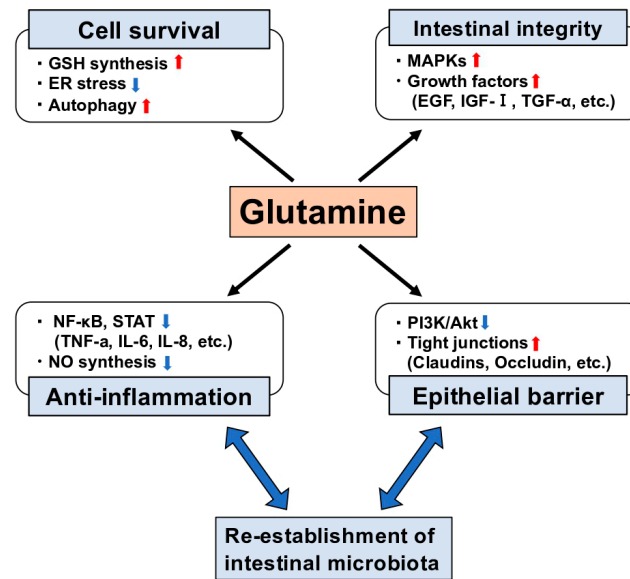 Cell survival
・GSH synthesis ⬆
・ER stress ⬇
・Autophagy ⬆
Intestinal integrity
・MAPKs ⬆
・Growth factors ⬆
(EGF, IGF-Ⅰ, TGF-α, etc.)
Glutamine
・NF-κB, STAT ⬇
(TNF-a, IL-6, IL-8, etc.)
・NO synthesis ⬇
Anti-inflammation
・PI3K/Akt ⬇
・Tight junctions ⬆
(Claudins, Occludin, etc.)
Epithelial barrier
Re-establishment of
intestinal microbiota